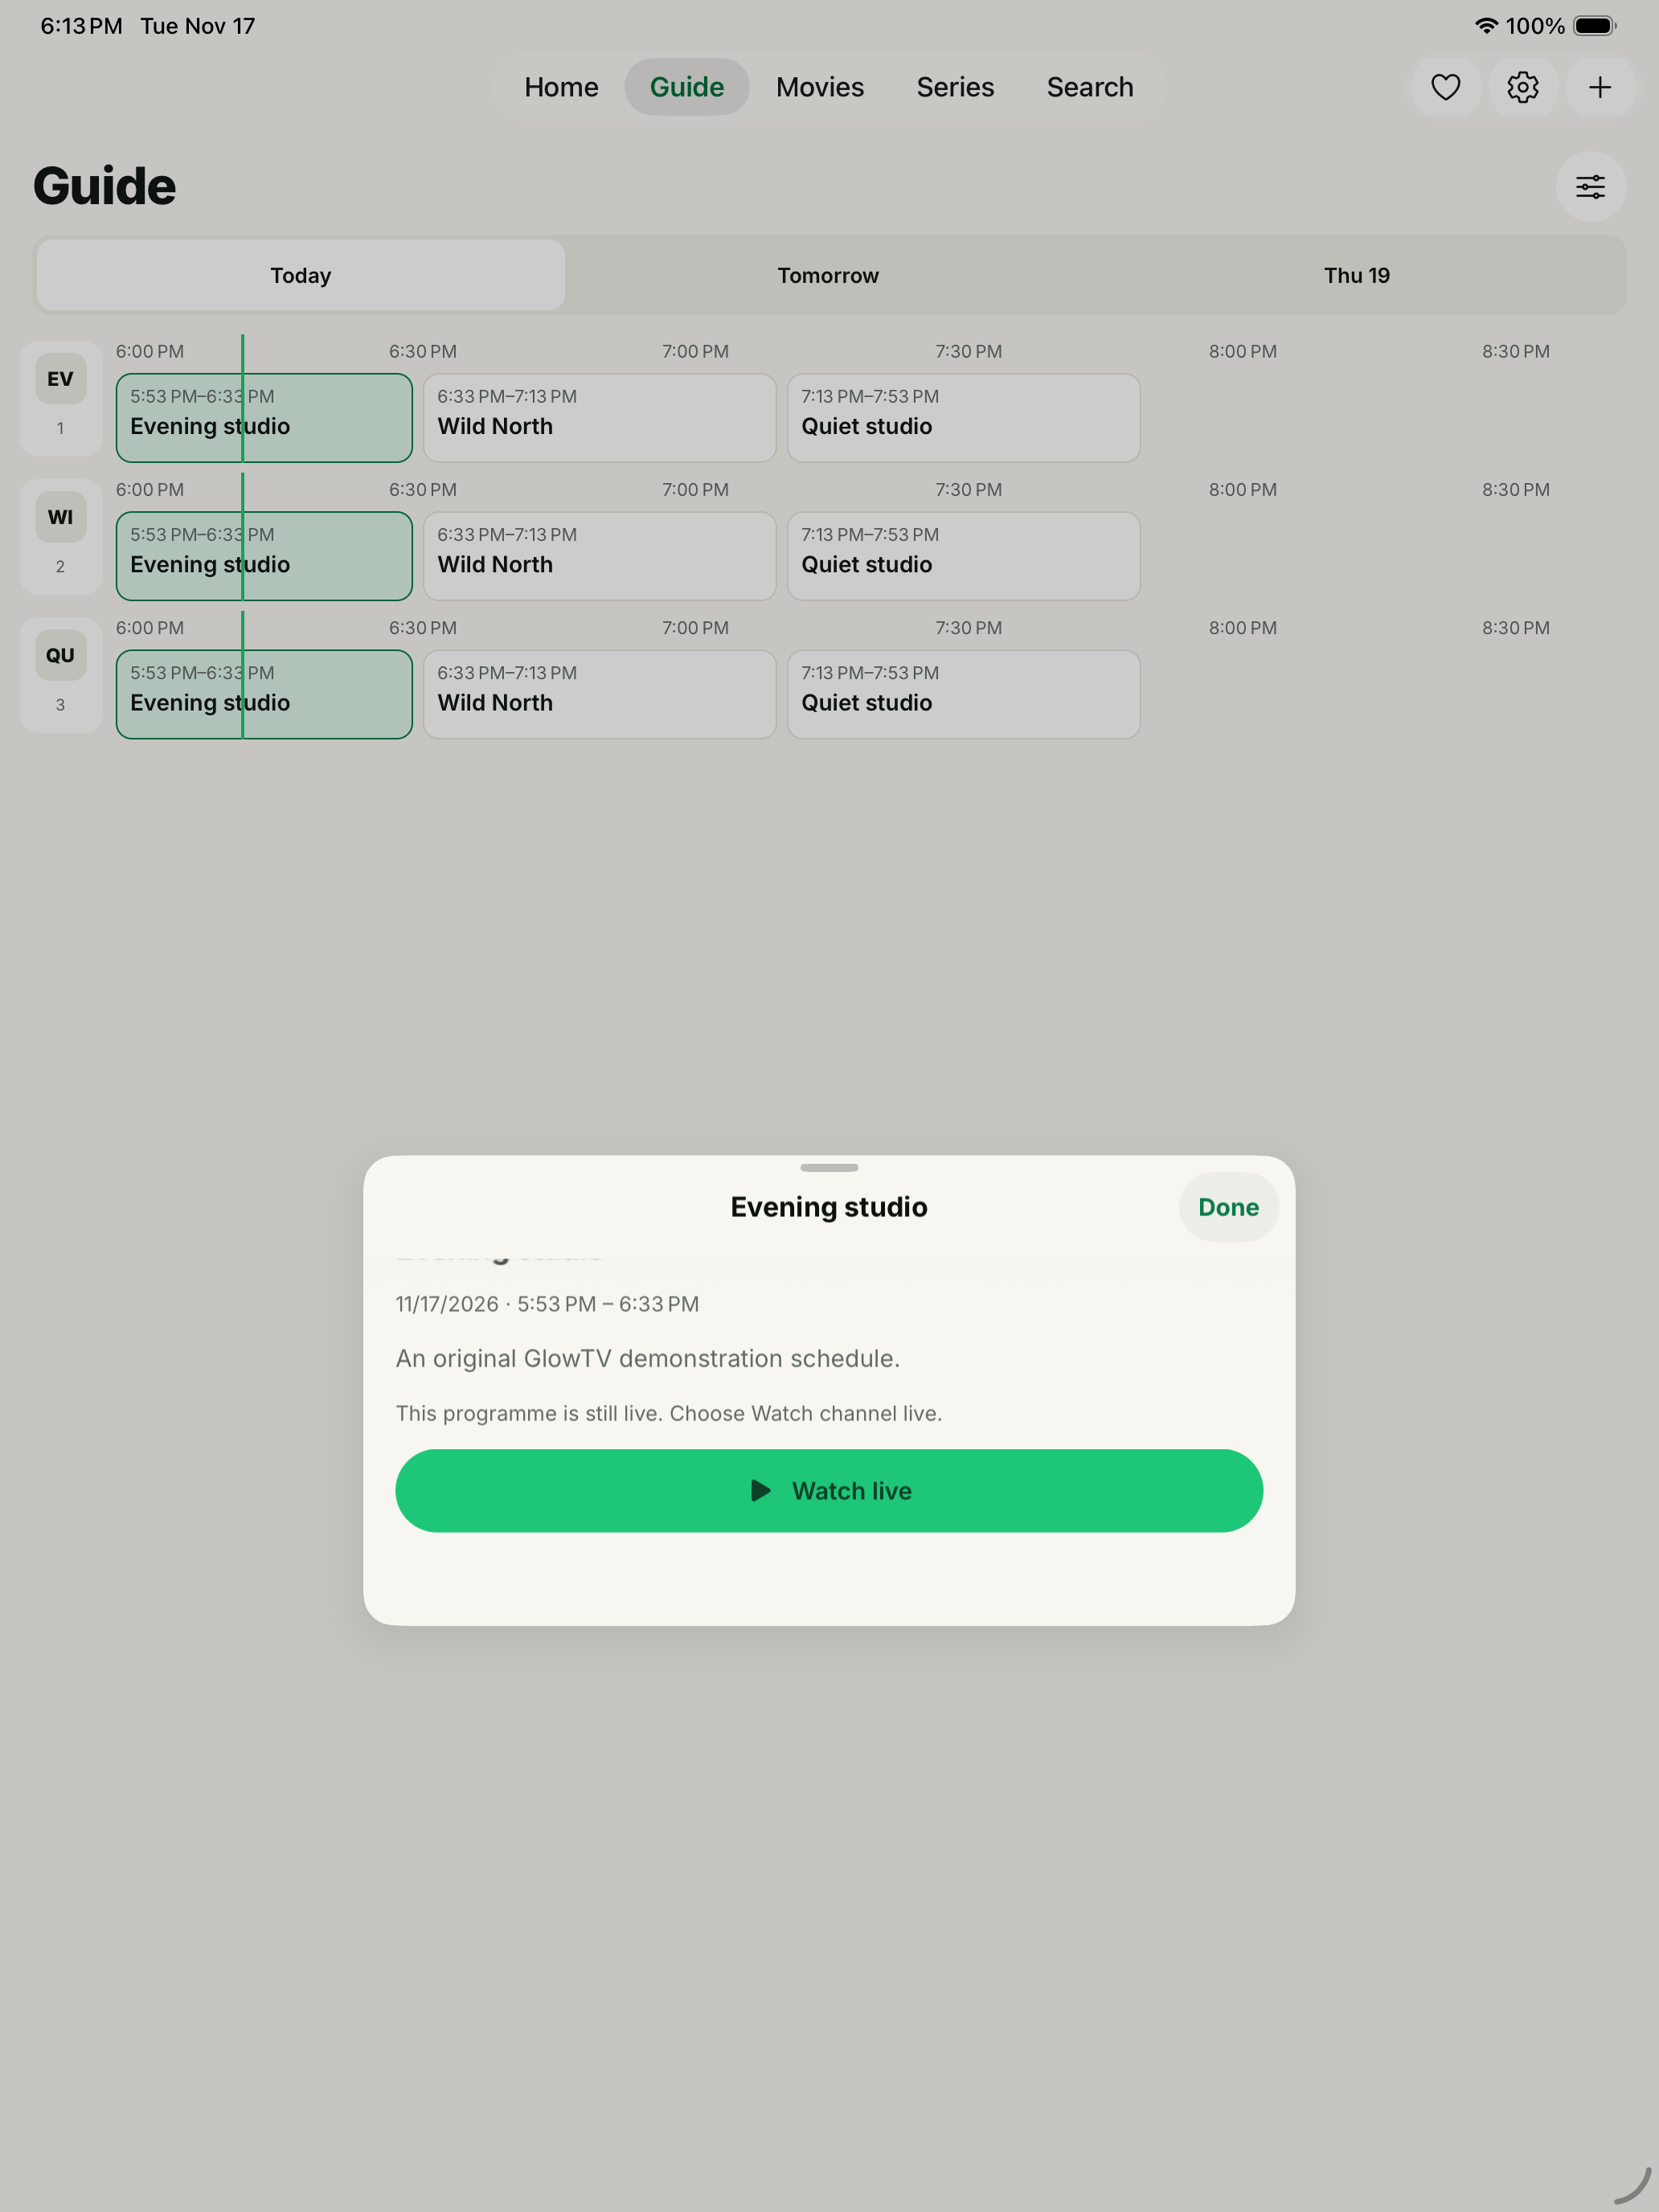 6:13 PM Tue Nov 17
100%
Home Guide Movies Series Search
Guide
Today Tomorrow Thu 19
EV
1
6:00 PM 6:30 PM 7:00 PM 7:30 PM 8:00 PM 8:30 PM
5:53 PM–6:33 PM 6:33 PM–7:13 PM 7:13 PM–7:53 PM
Evening studio Wild North Quiet studio
WI
2
6:00 PM 6:30 PM 7:00 PM 7:30 PM 8:00 PM 8:30 PM
5:53 PM–6:33 PM 6:33 PM–7:13 PM 7:13 PM–7:53 PM
Evening studio Wild North Quiet studio
QU
3
6:00 PM 6:30 PM 7:00 PM 7:30 PM 8:00 PM 8:30 PM
5:53 PM–6:33 PM 6:33 PM–7:13 PM 7:13 PM–7:53 PM
Evening studio Wild North Quiet studio
Evening studio
Done
11/17/2026 · 5:53 PM – 6:33 PM
An original GlowTV demonstration schedule.
This programme is still live. Choose Watch channel live.
Watch live